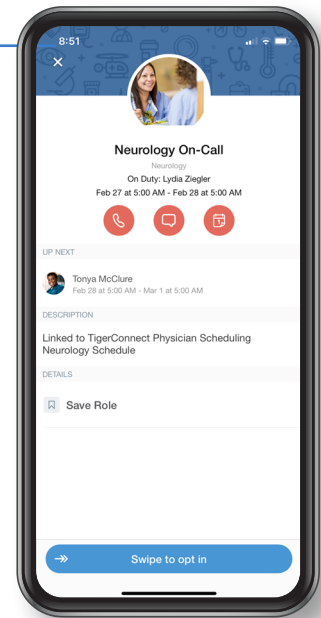 8:51
Neurology On-Call
Neurology
On Duty: Lydia Ziegler
Feb 27 at 5:00 AM - Feb 28 at 5:00 AM
UP NEXT
Tonya McClure
Feb 28 at 5:00 AM - Mar 1 at 5:00 AM
DESCRIPTION
Linked to TigerConnect Physician Scheduling
Neurology Schedule
DETAILS
Save Role
Swipe to opt in